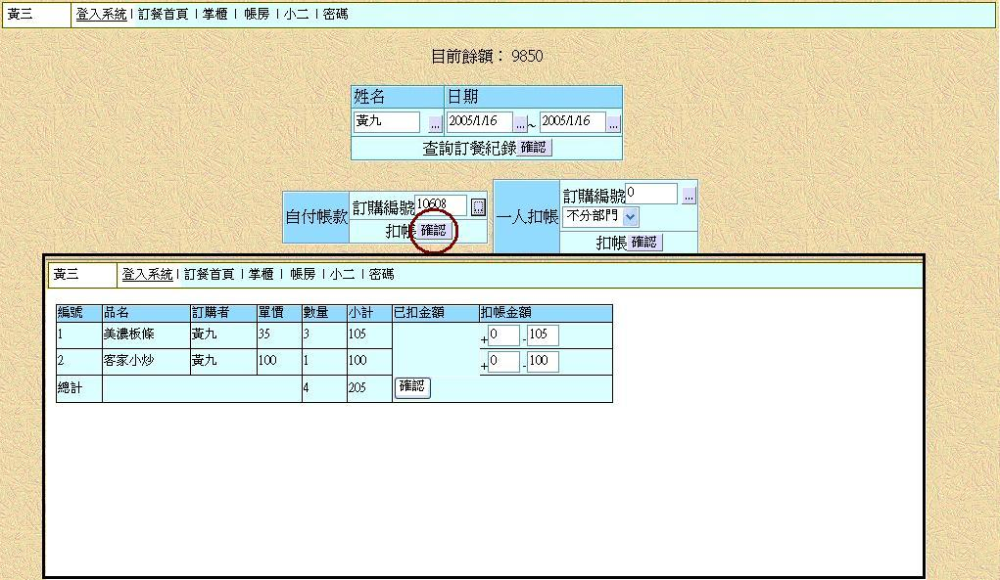 黃三 登入系統 | 訂餐首頁 | 掌櫃 | 帳房 | 小二 | 密碼
目前餘額： 9850
姓名 日期
黃九 ... 2005/1/16 ...~ 2005/1/16 ...
查詢訂餐紀錄 確認
自付帳款 訂購編號 10608 ...
扣帳 確認
一人扣帳 訂購編號 0 ...
不分部門
扣帳 確認
黃三 登入系統 | 訂餐首頁 | 掌櫃 | 帳房 | 小二 | 密碼
編號 品名 訂購者 單價 數量 小計 已扣金額 扣帳金額
1 美濃板條 黃九 35 3 105 +0 -105
2 客家小炒 黃九 100 1 100 +0 -100
總計 4 205 確認